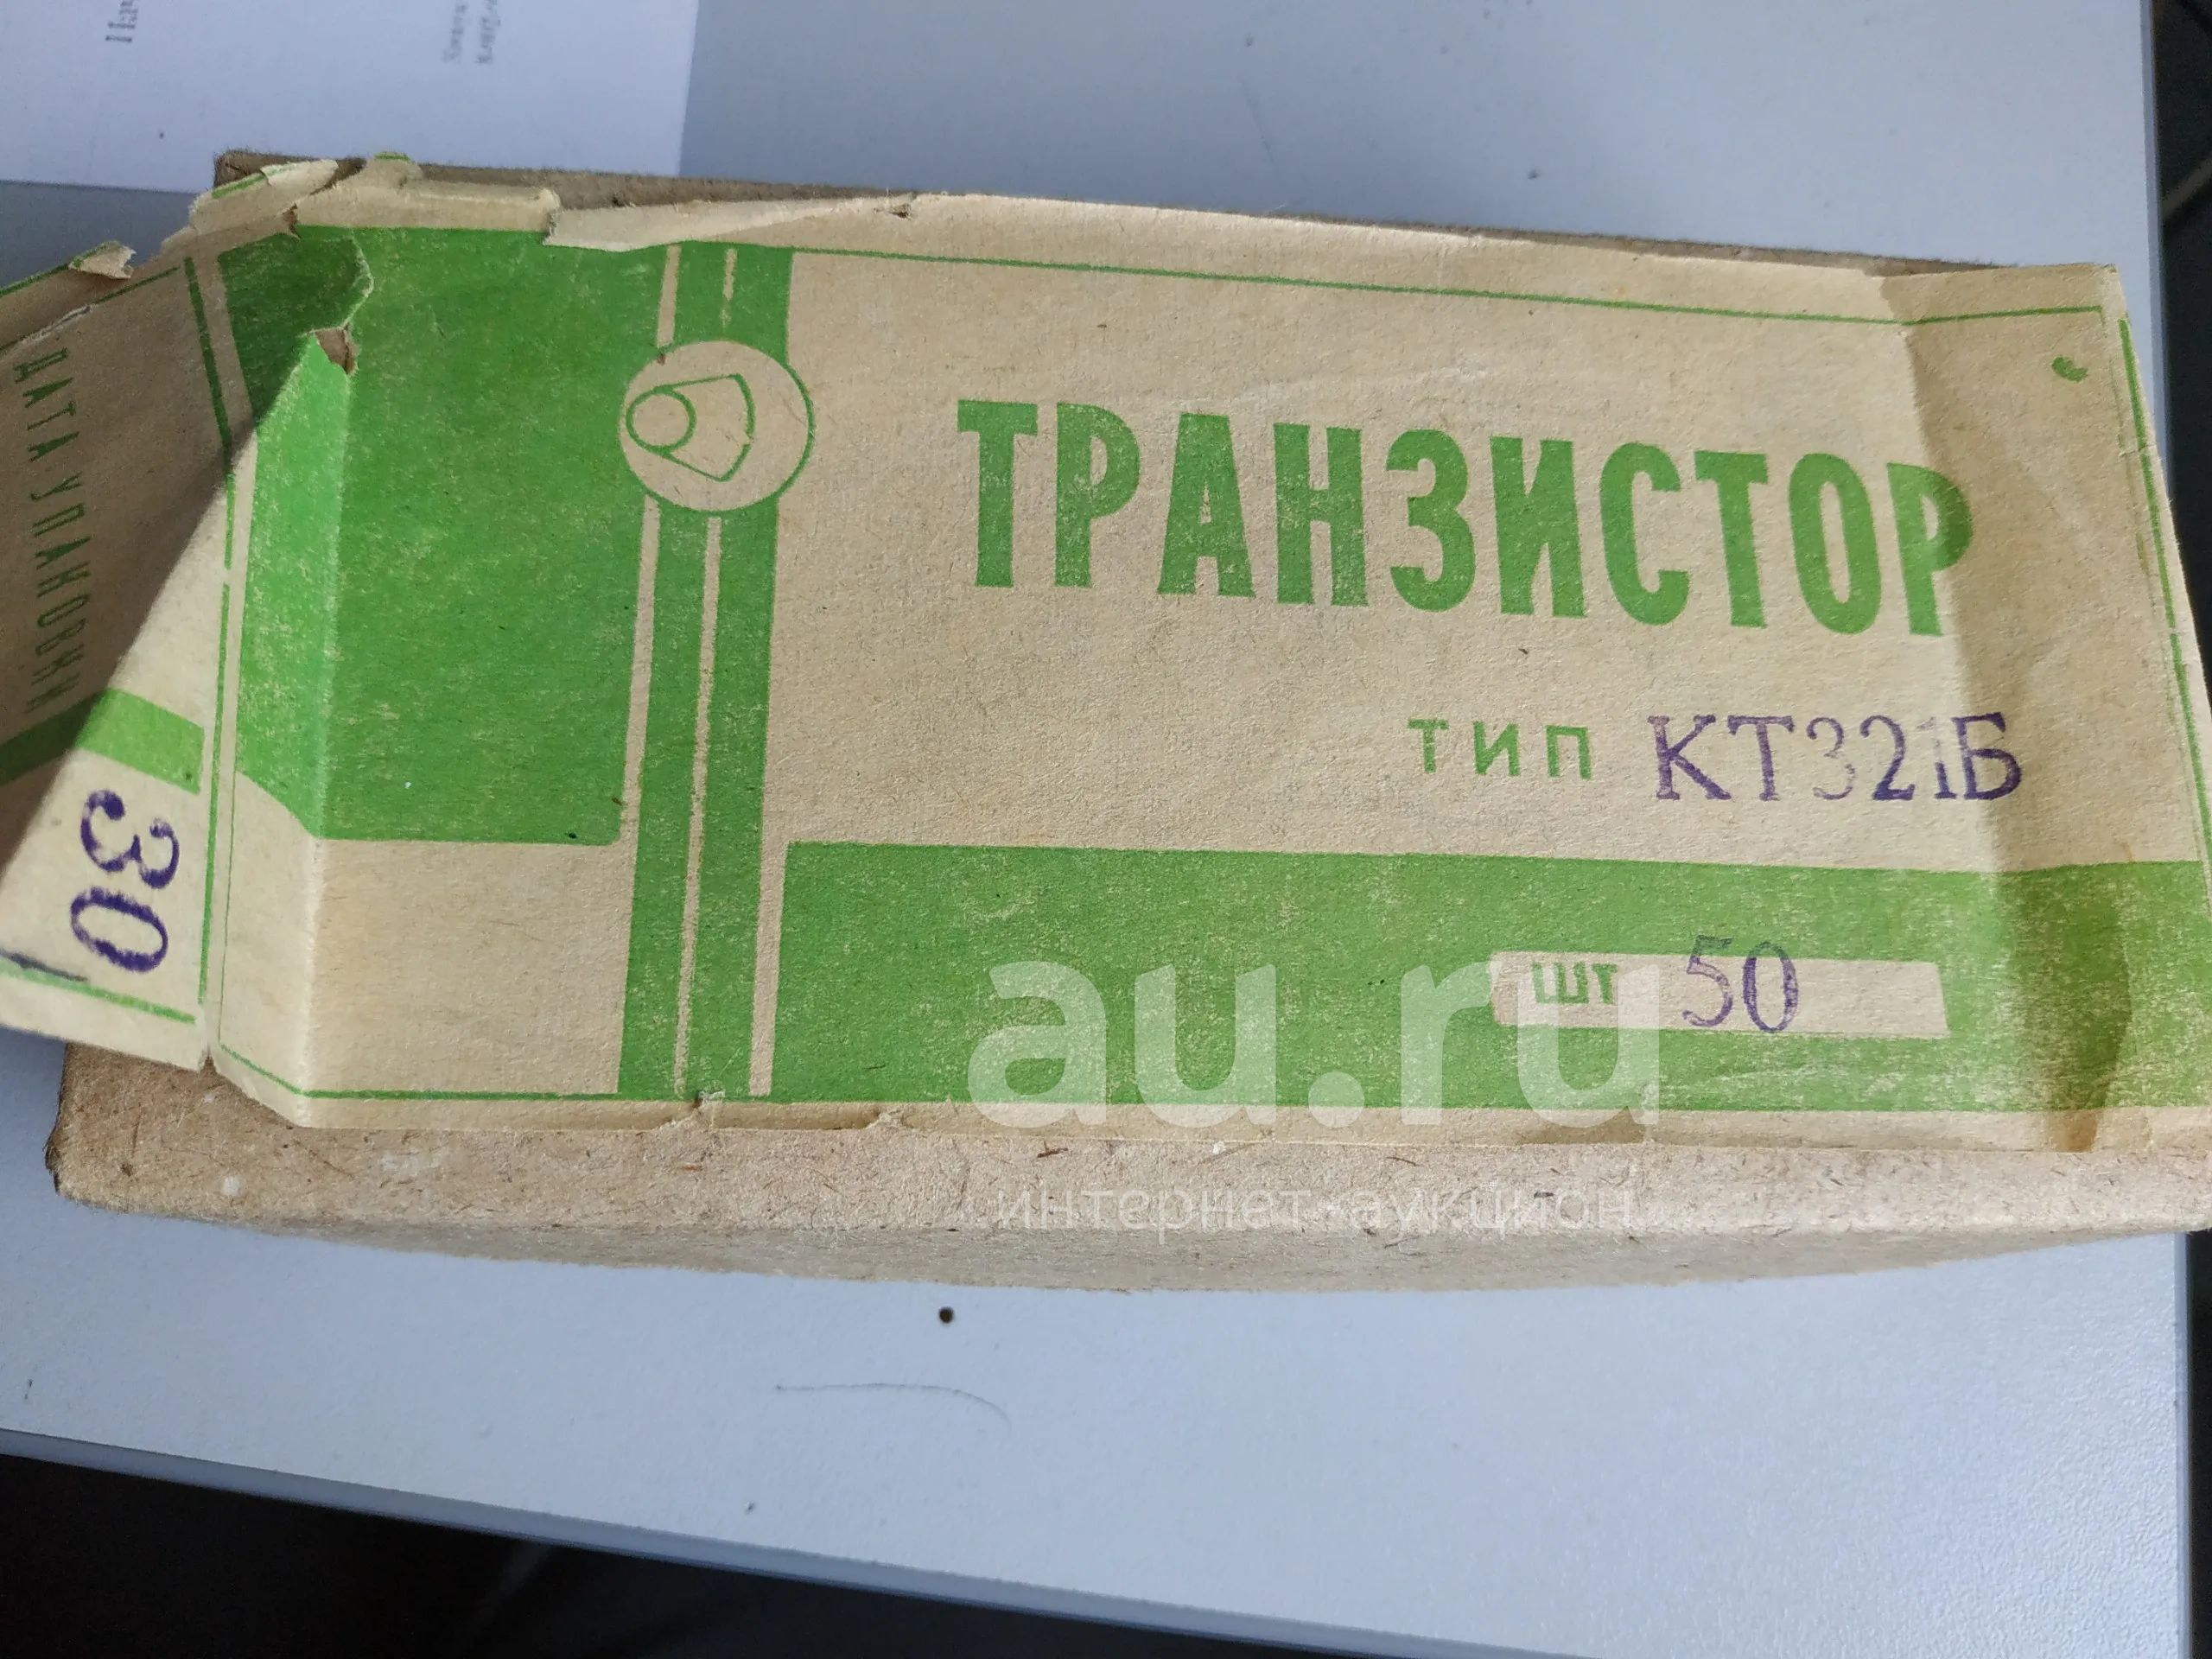 ТРАНЗИСТОР
ТИП КТ321Б
ШТ 50
ДАТА УПАКОВКИ
30
au.ru
интернет-аукцион